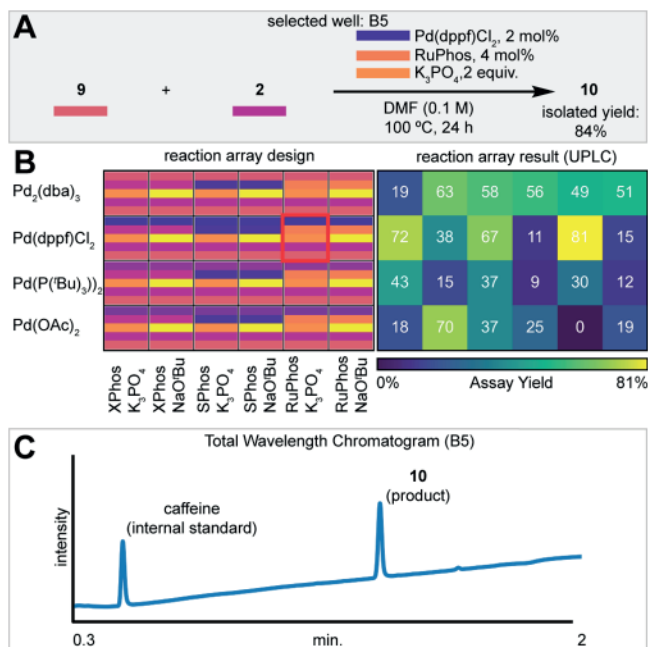 A
selected well: B5
Pd(dppf)Cl₂, 2 mol%
RuPhos, 4 mol%
K₃PO₄,2 equiv.
9 + 2 10
DMF (0.1 M)
100 ºC, 24 h
isolated yield:
84%
B
reaction array design
reaction array result (UPLC)
Pd₂(dba)₃
19 63 58 56 49 51
Pd(dppf)Cl₂
72 38 67 11 81 15
Pd(P(ᵗBu)₃))₂
43 15 37 9 30 12
Pd(OAc)₂
18 70 37 25 0 19
XPhos
K₃PO₄
XPhos
NaOᵗBu
SPhos
K₃PO₄
SPhos
NaOᵗBu
RuPhos
K₃PO₄
RuPhos
NaOᵗBu
0% Assay Yield 81%
C
Total Wavelength Chromatogram (B5)
10
(product)
caffeine
(internal standard)
intensity
0.3 min. 2